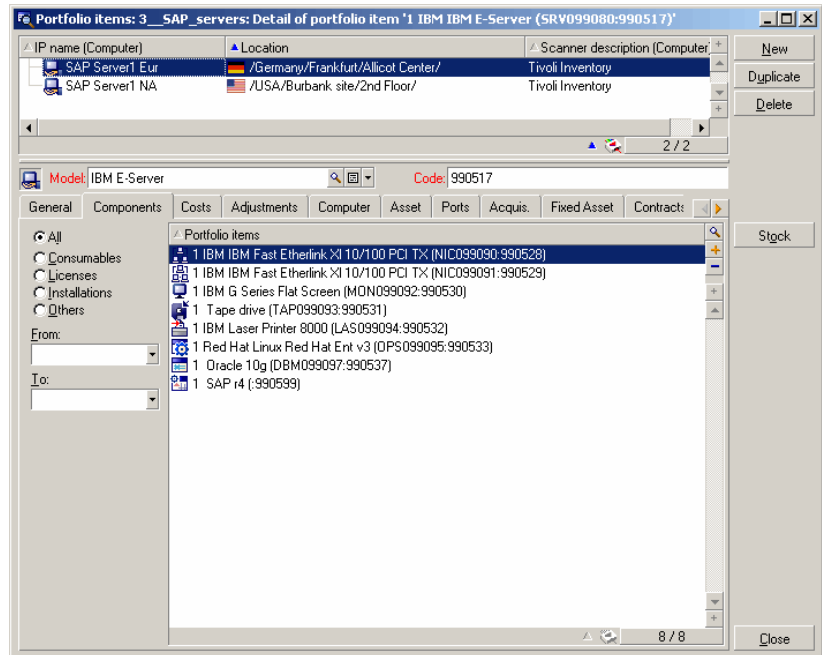 Portfolio items: 3__SAP_servers: Detail of portfolio item '1 IBM IBM E-Server (SRV099080:990517)'
IP name (Computer) Location Scanner description (Computer
SAP Server1 Eur /Germany/Frankfurt/Allicot Center/ Tivoli Inventory
SAP Server1 NA /USA/Burbank site/2nd Floor/ Tivoli Inventory
2 / 2
New
Duplicate
Delete
Model: IBM E-Server Code: 990517
General Components Costs Adjustments Computer Asset Ports Acquis. Fixed Asset Contracts
All
Consumables
Licenses
Installations
Others
From:
To:
Portfolio items
1 IBM IBM Fast Etherlink XI 10/100 PCI TX (NIC099090:990528)
1 IBM IBM Fast Etherlink XI 10/100 PCI TX (NIC099091:990529)
1 IBM G Series Flat Screen (MON099092:990530)
1 Tape drive (TAP099093:990531)
1 IBM Laser Printer 8000 (LAS099094:990532)
1 Red Hat Linux Red Hat Ent v3 (OPS099095:990533)
1 Oracle 10g (DBM099097:990537)
1 SAP r4 (:990599)
8 / 8
Stock
Close